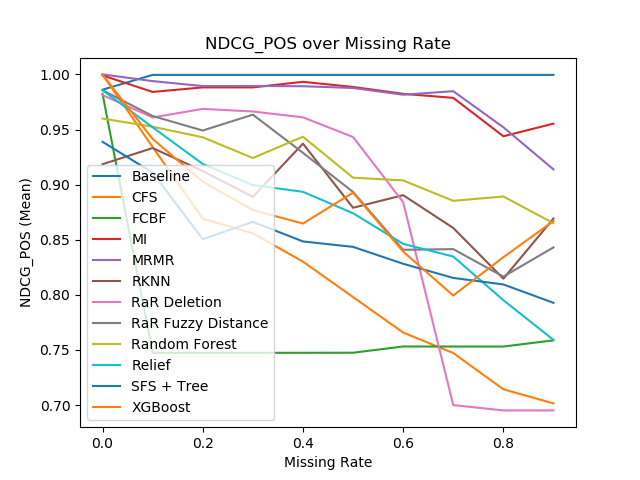 NDCG_POS over Missing Rate
NDCG_POS (Mean)
1.00
0.95
0.90
0.85
0.80
0.75
0.70
Baseline
CFS
FCBF
MI
MRMR
RKNN
RaR Deletion
RaR Fuzzy Distance
Random Forest
Relief
SFS + Tree
XGBoost
0.0 0.2 0.4 0.6 0.8
Missing Rate